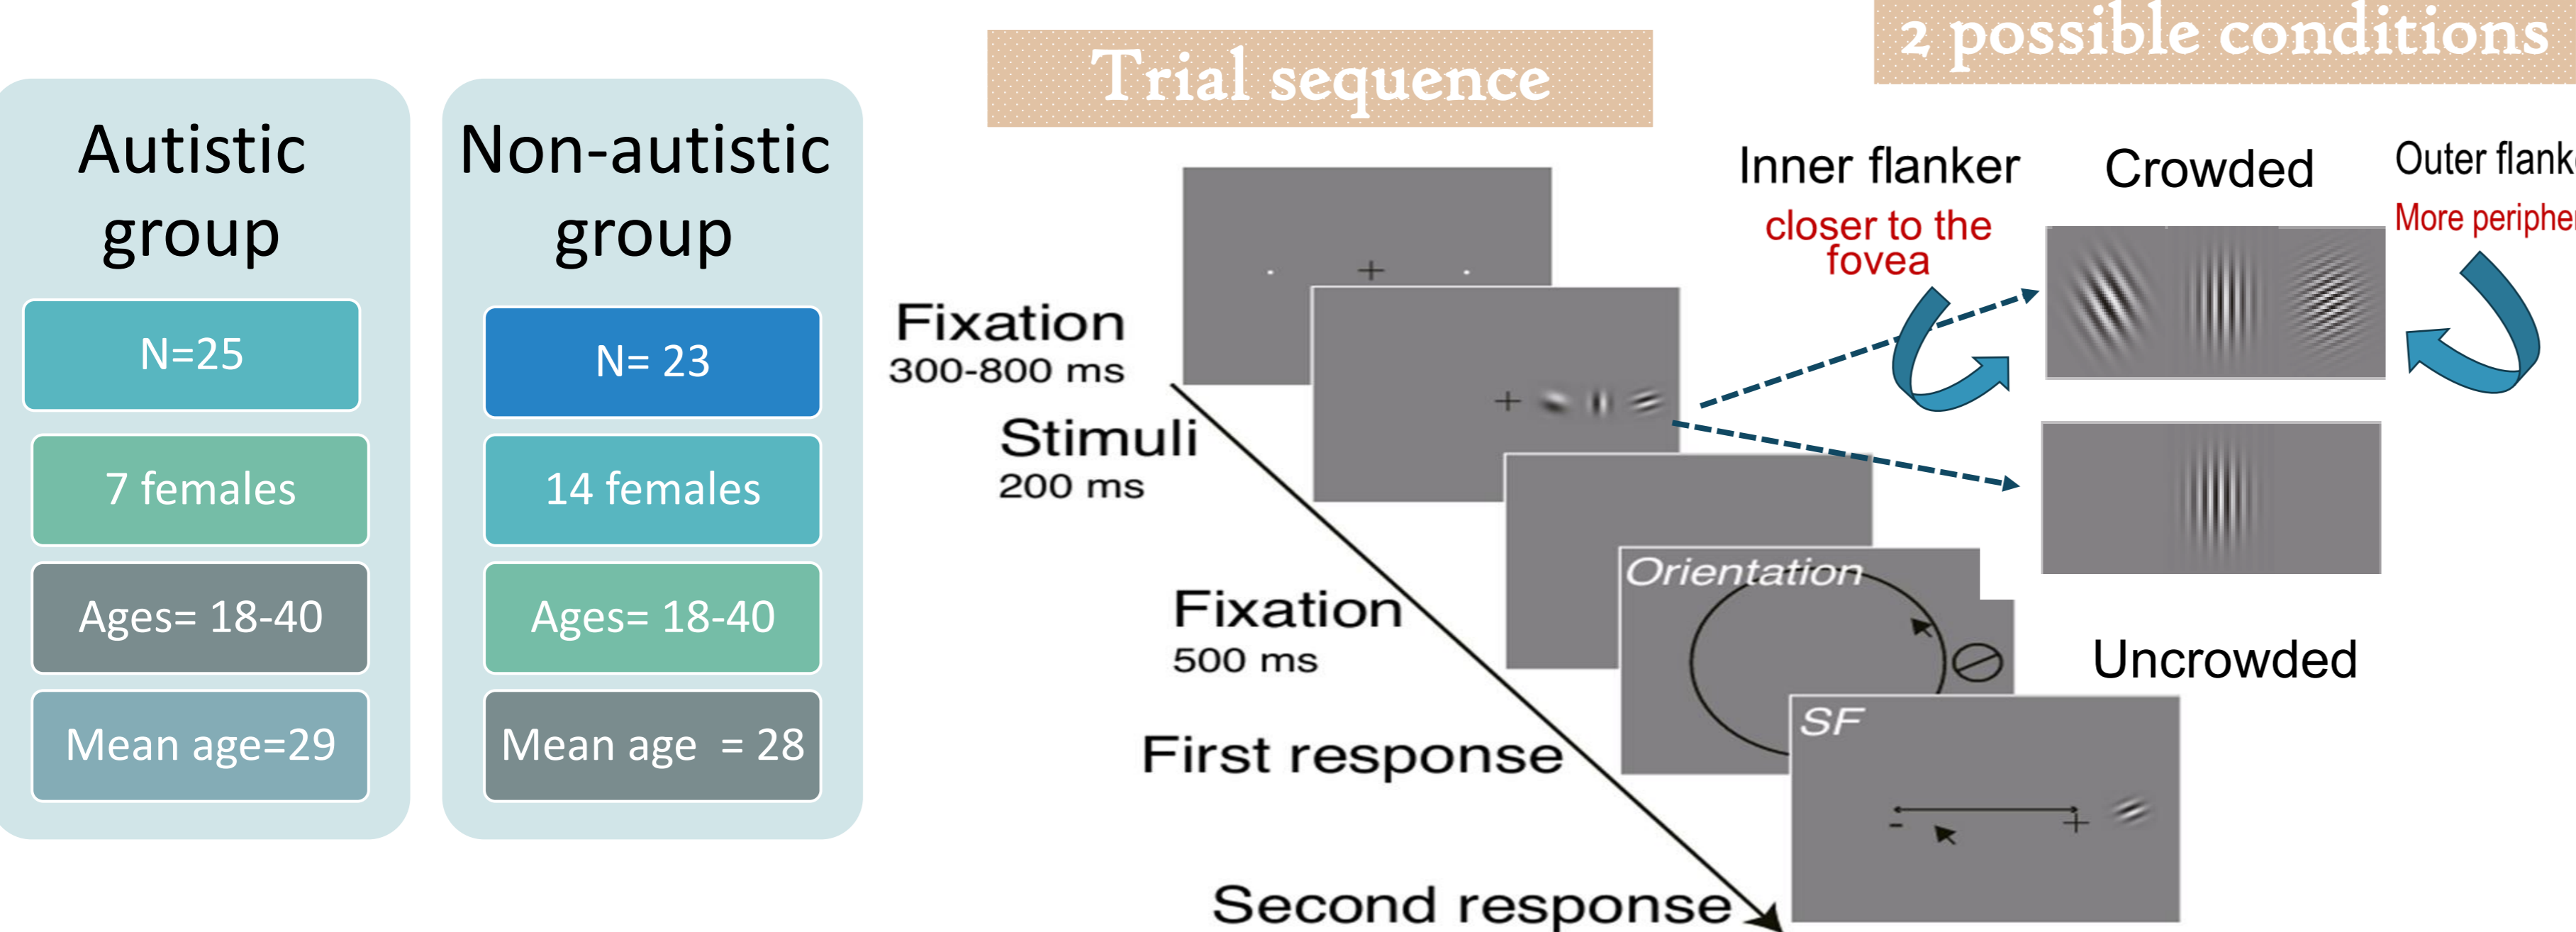 Autistic
group
N=25
7 females
Ages= 18-40
Mean age=29
Non-autistic
group
N= 23
14 females
Ages= 18-40
Mean age = 28
Trial sequence
Fixation
300-800 ms
Stimuli
200 ms
Fixation
500 ms
First response
Second response
Orientation
SF
-
+
2 possible conditions
Inner flanker
closer to the
fovea
Crowded
Outer
More
Uncrowded